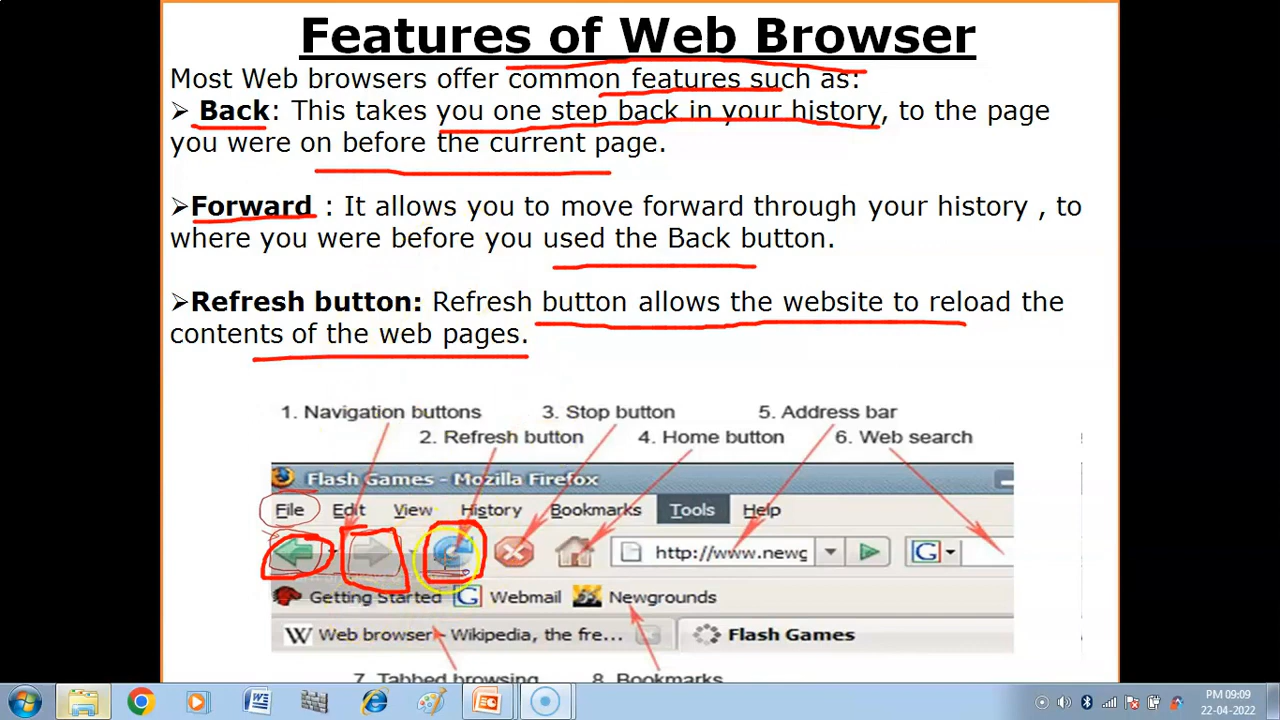 Features of Web Browser
Most Web browsers offer common features such as:
➢ Back: This takes you one step back in your history, to the page
you were on before the current page.
➢Forward : It allows you to move forward through your history , to
where you were before you used the Back button.
➢Refresh button: Refresh button allows the website to reload the
contents of the web pages.
1. Navigation buttons 3. Stop button 5. Address bar
2. Refresh button 4. Home button 6. Web search
Flash Games - Mozilla Firefox
File Edit View History Bookmarks Tools Help
http://www.newg G
Getting Started G Webmail Newgrounds
W Web browser - Wikipedia, the fre... Flash Games
7. Tabbed browsing 8. Bookmarks
PM 09:09
22-04-2022